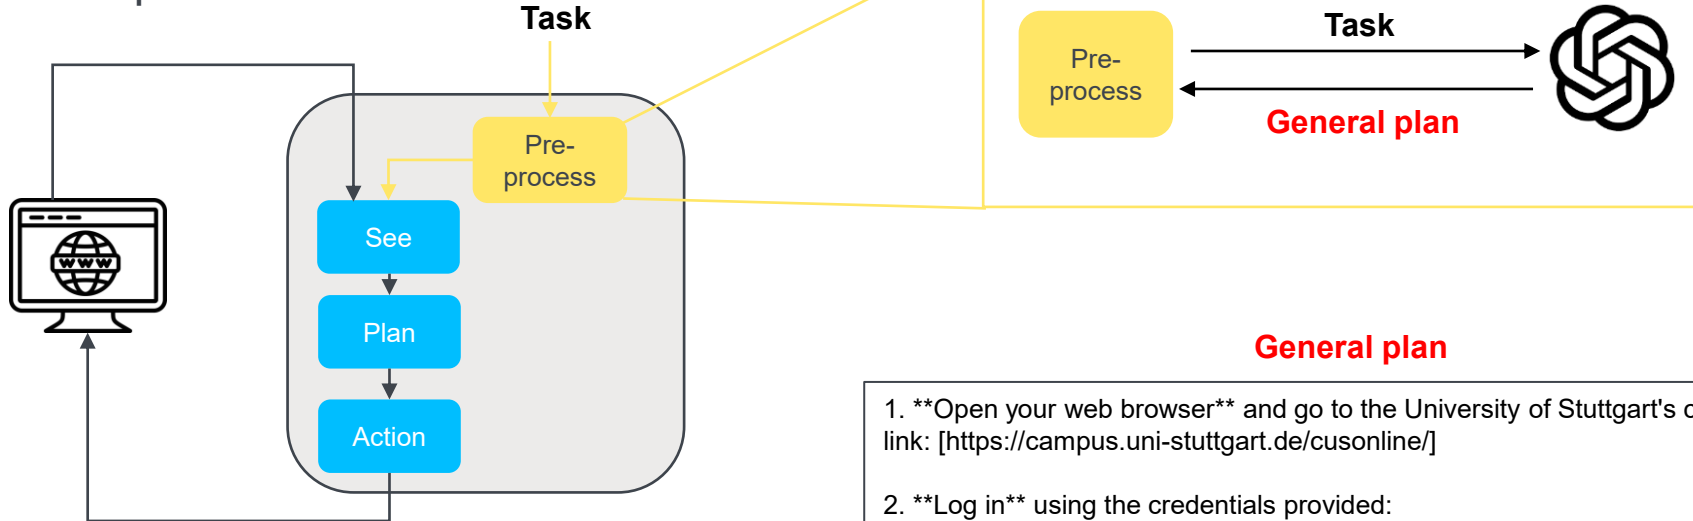 Task
Pre-
process
See
Plan
Action
WWW
Pre-
process
Task
General plan
General plan
1. **Open your web browser** and go to the University of Stuttgart's
link: [https://campus.uni-stuttgart.de/cusonline/]
2. **Log in** using the credentials provided: